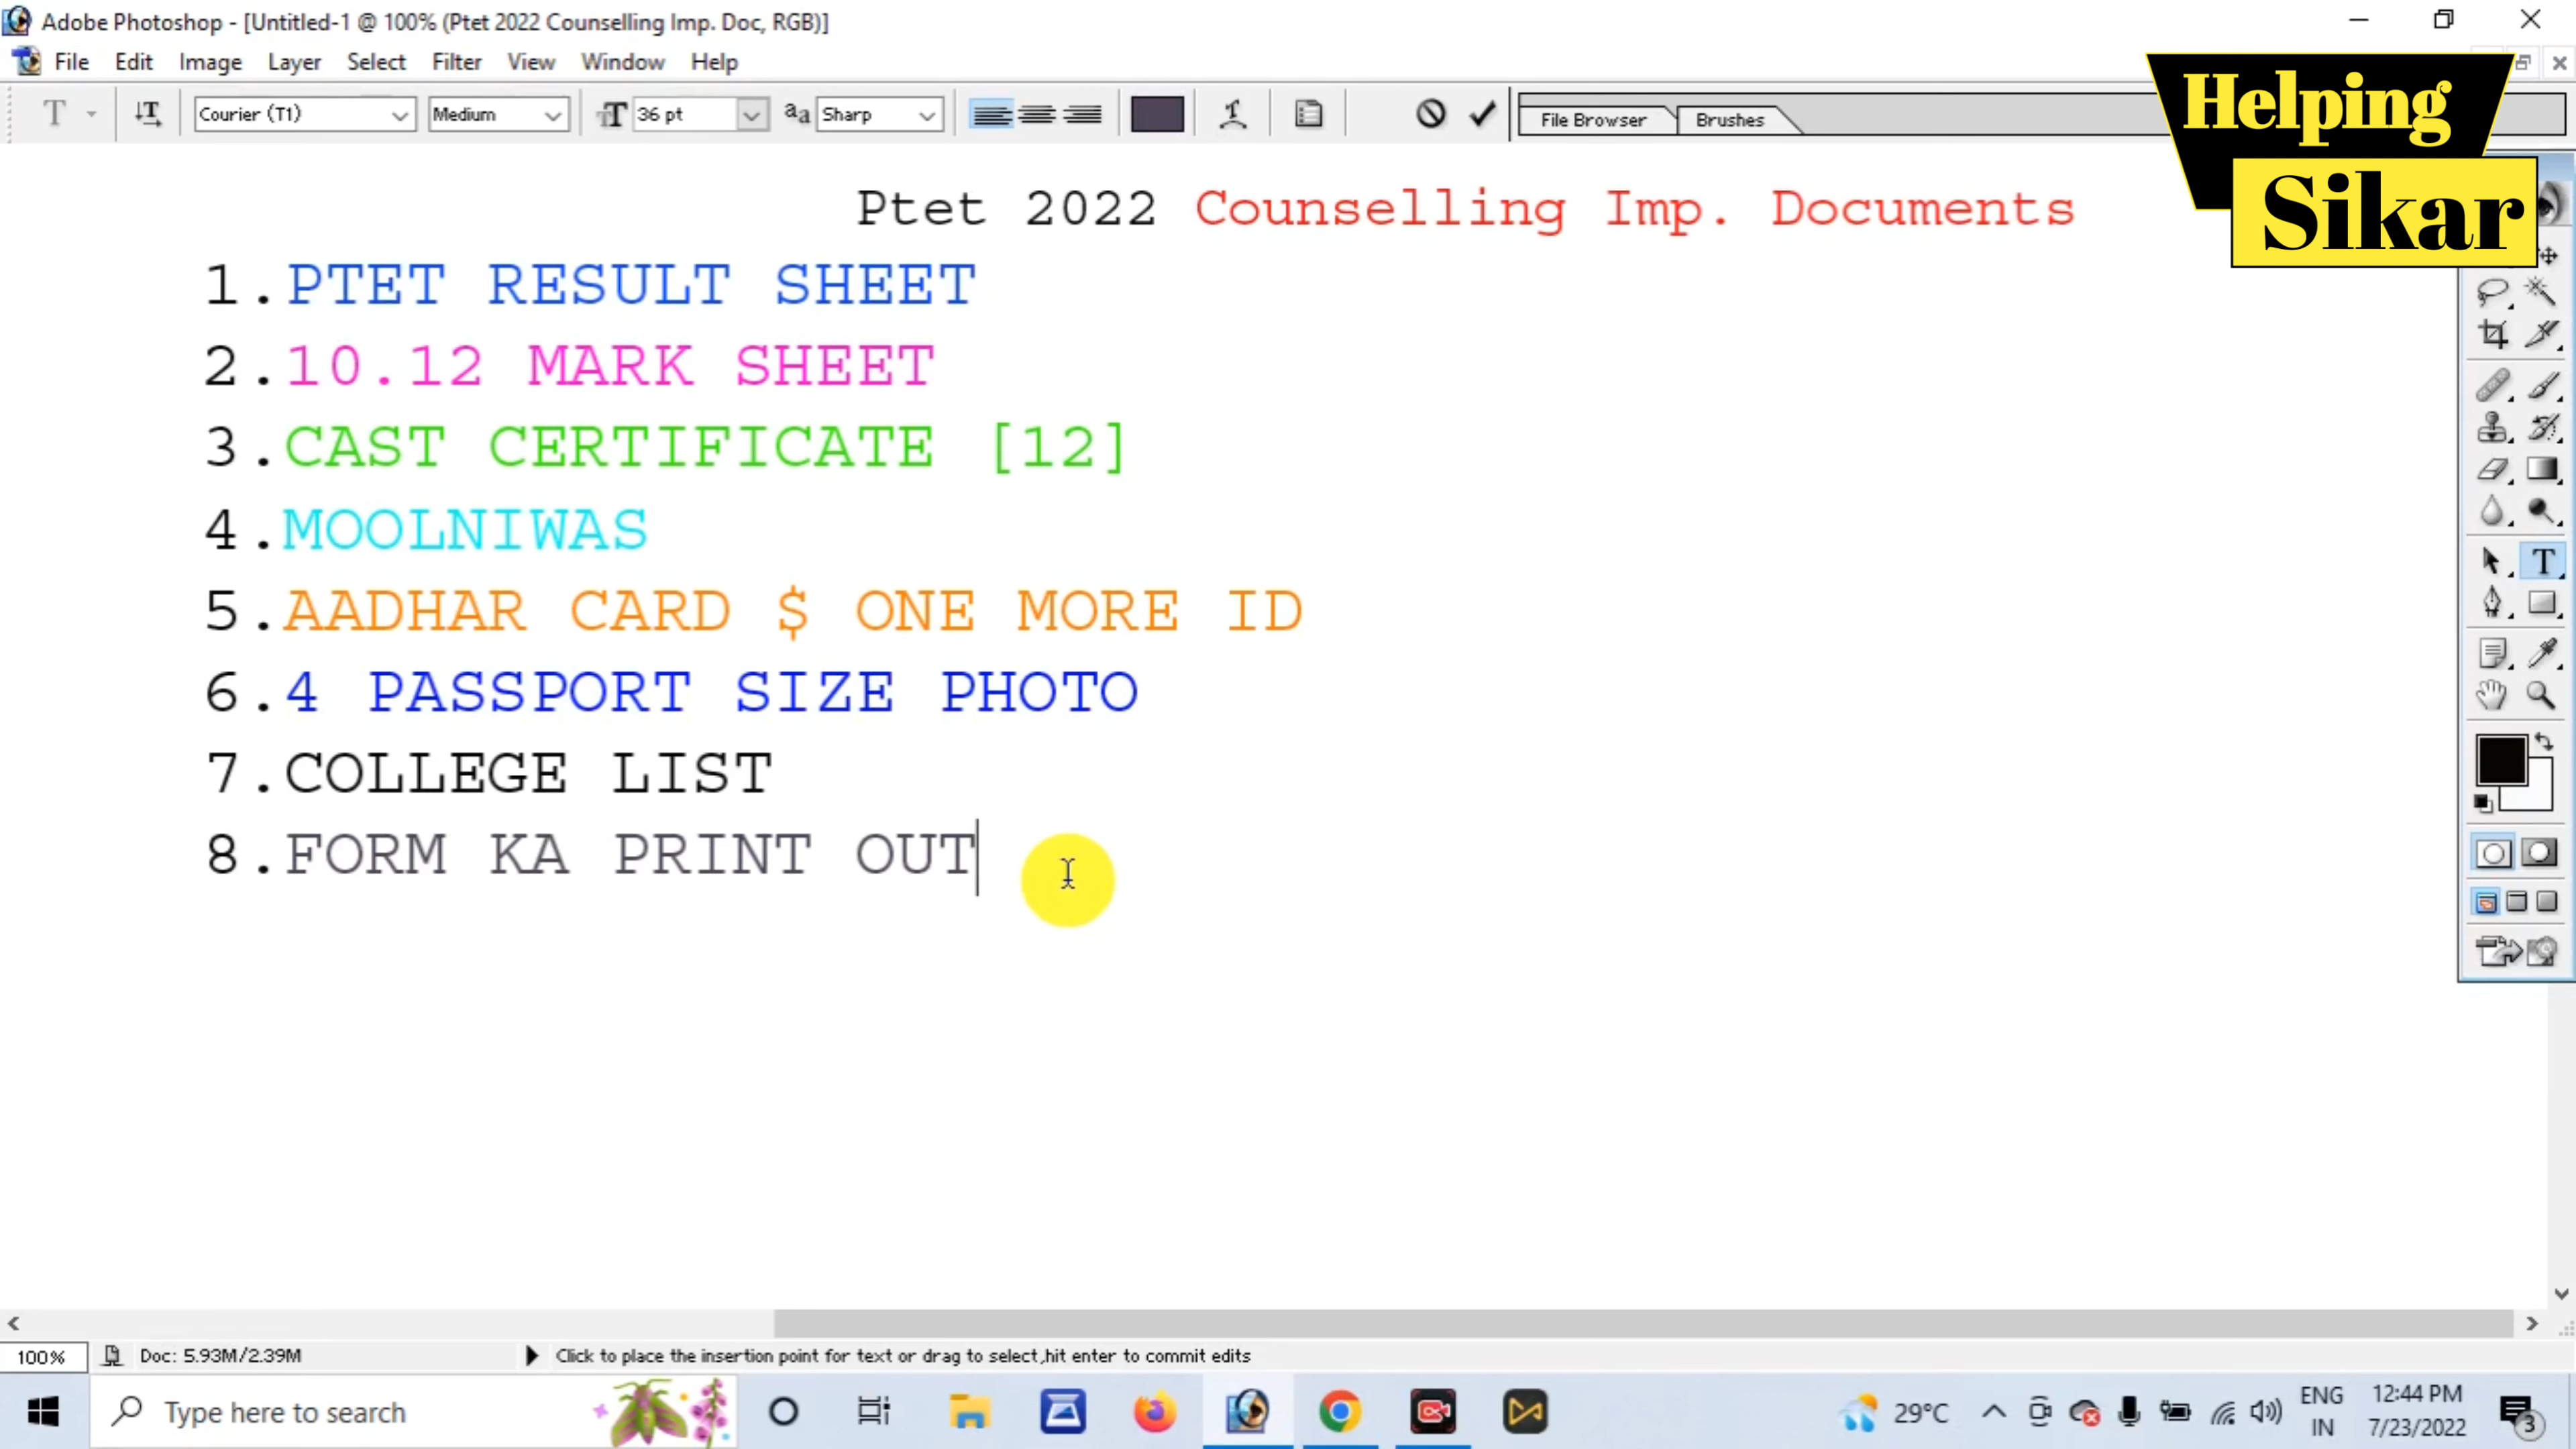 Adobe Photoshop - [Untitled-1 @ 100% (Ptet 2022 Counselling Imp. Doc, RGB)]
File Edit Image Layer Select Filter View Window Help
T Courier (T1) Medium 36 pt aa Sharp File Browser Brushes
Helping
Sikar
Ptet 2022 Counselling Imp. Documents
1.PTET RESULT SHEET
2.10.12 MARK SHEET
3.CAST CERTIFICATE [12]
4.MOOLNIWAS
5.AADHAR CARD $ ONE MORE ID
6.4 PASSPORT SIZE PHOTO
7.COLLEGE LIST
8.FORM KA PRINT OUT
100% Doc: 5.93M/2.39M Click to place the insertion point for text or drag to select,hit enter to commit edits
Type here to search 29°C ENG 12:44 PM
IN 7/23/2022 3